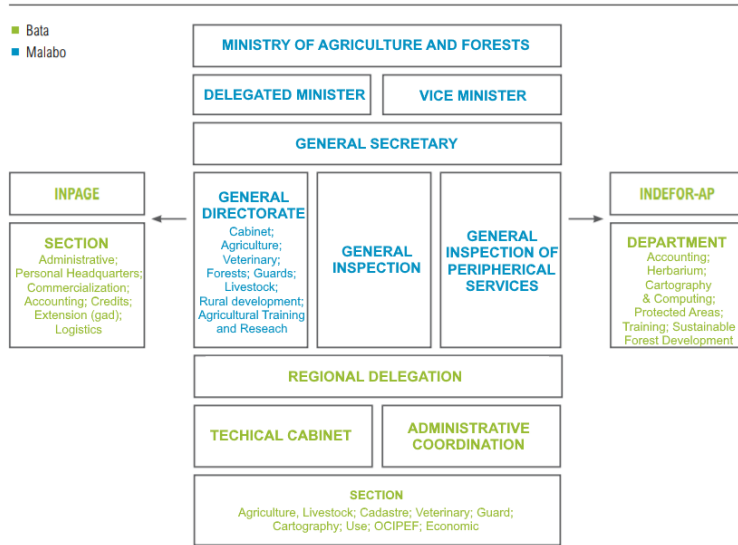 Bata
Malabo
MINISTRY OF AGRICULTURE AND FORESTS
DELEGATED MINISTER
VICE MINISTER
GENERAL SECRETARY
INPAGE
SECTION
Administrative;
Personal Headquarters;
Commercialization;
Accounting; Credits;
Extension (gad);
Logistics
GENERAL
DIRECTORATE
Cabinet;
Agriculture;
Veterinary;
Forests; Guards;
Livestock;
Rural development;
Agricultural Training
and Reseach
GENERAL
INSPECTION
GENERAL
INSPECTION OF
PERIPHERICAL
SERVICES
INDEFOR-AP
DEPARTMENT
Accounting;
Herbarium;
Cartography
& Computing;
Protected Areas;
Training; Sustainable
Forest Development
REGIONAL DELEGATION
TECHICAL CABINET
ADMINISTRATIVE
COORDINATION
SECTION
Agriculture, Livestock; Cadastre; Veterinary; Guard;
Cartography; Use; OCIPEF; Economic